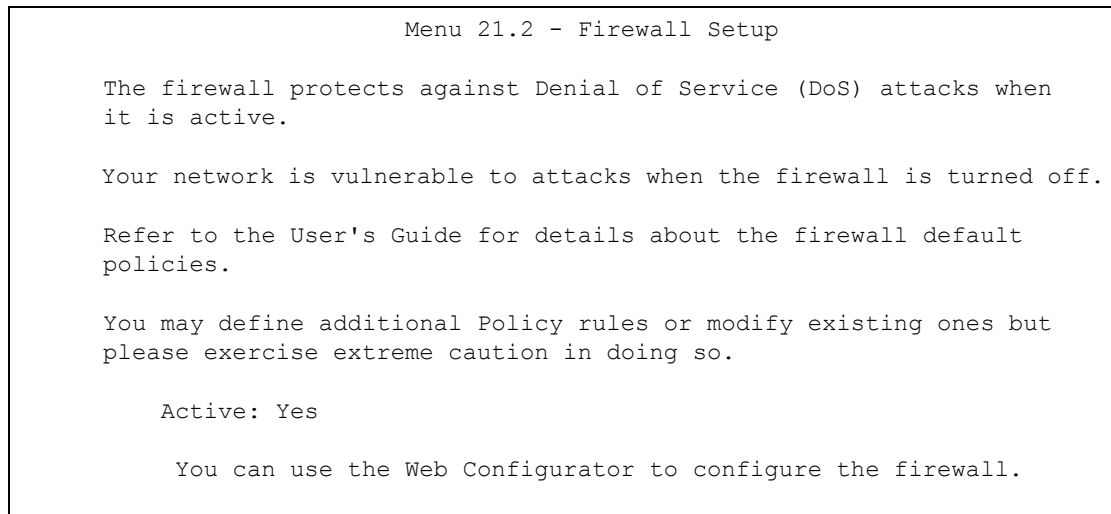 Menu 21.2 - Firewall Setup
The firewall protects against Denial of Service (DoS) attacks when
it is active.
Your network is vulnerable to attacks when the firewall is turned off.
Refer to the User's Guide for details about the firewall default
policies.
You may define additional Policy rules or modify existing ones but
please exercise extreme caution in doing so.
Active: Yes
You can use the Web Configurator to configure the firewall.